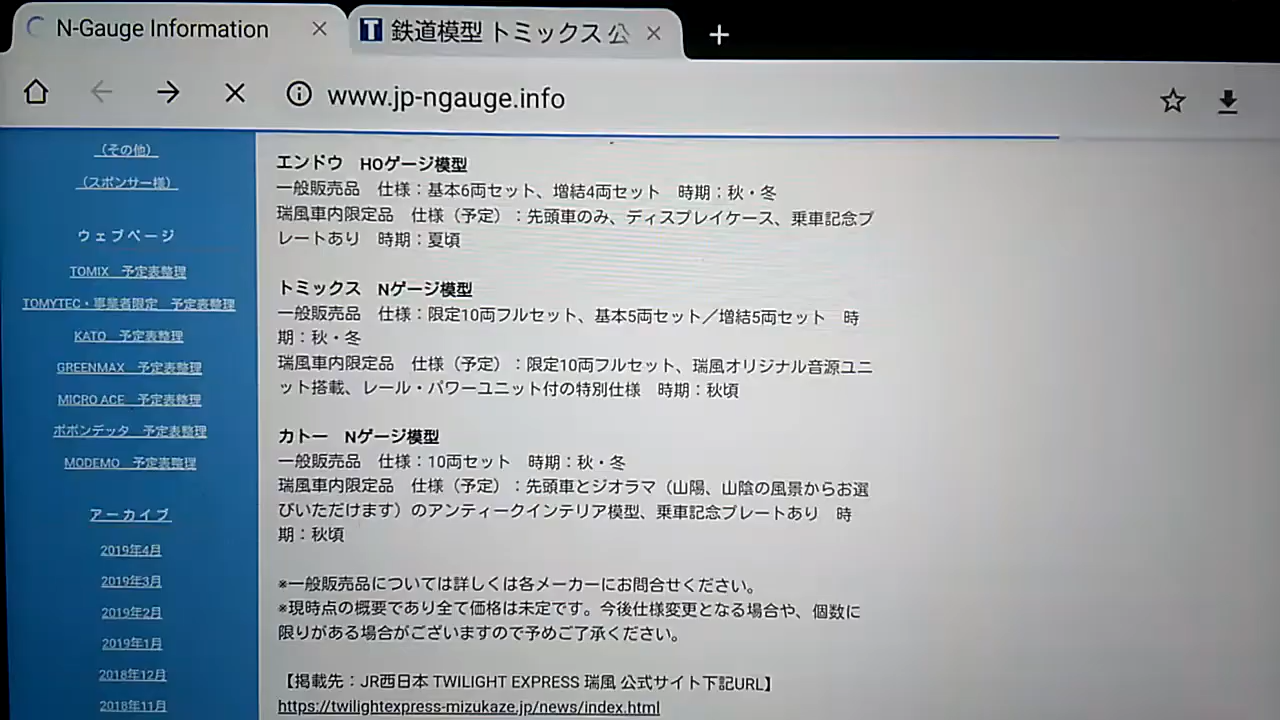 N-Gauge Information
鉄道模型 トミックス 公
www.jp-ngauge.info
（その他）
（スポンサー様）
ウェブページ
TOMIX 予定表整理
TOMYTEC・事業者限定 予定表整理
KATO 予定表整理
GREENMAX 予定表整理
MICRO ACE 予定表整理
ポポンデッタ 予定表整理
MODEMO 予定表整理
アーカイブ
2019年4月
2019年3月
2019年2月
2019年1月
2018年12月
2018年11月
エンドウ HOゲージ模型
一般販売品 仕様：基本6両セット、増結4両セット 時期：秋・冬
瑞風車内限定品 仕様（予定）：先頭車のみ、ディスプレイケース、乗車記念プ
レートあり 時期：夏頃
トミックス Nゲージ模型
一般販売品 仕様：限定10両フルセット、基本5両セット／増結5両セット 時
期：秋・冬
瑞風車内限定品 仕様（予定）：限定10両フルセット、瑞風オリジナル音源ユニ
ット搭載、レール・パワーユニット付の特別仕様 時期：秋頃
カトー Nゲージ模型
一般販売品 仕様：10両セット 時期：秋・冬
瑞風車内限定品 仕様（予定）：先頭車とジオラマ（山陽、山陰の風景からお選
びいただけます）のアンティークインテリア模型、乗車記念プレートあり 時
期：秋頃
※一般販売品については詳しくは各メーカーにお問合せください。
※現時点の概要であり全て価格は未定です。今後仕様変更となる場合や、個数に
限りがある場合がございますので予めご了承ください。
【掲載先：JR西日本 TWILIGHT EXPRESS 瑞風 公式サイト下記URL】
https://twilightexpress-mizukaze.jp/news/index.html